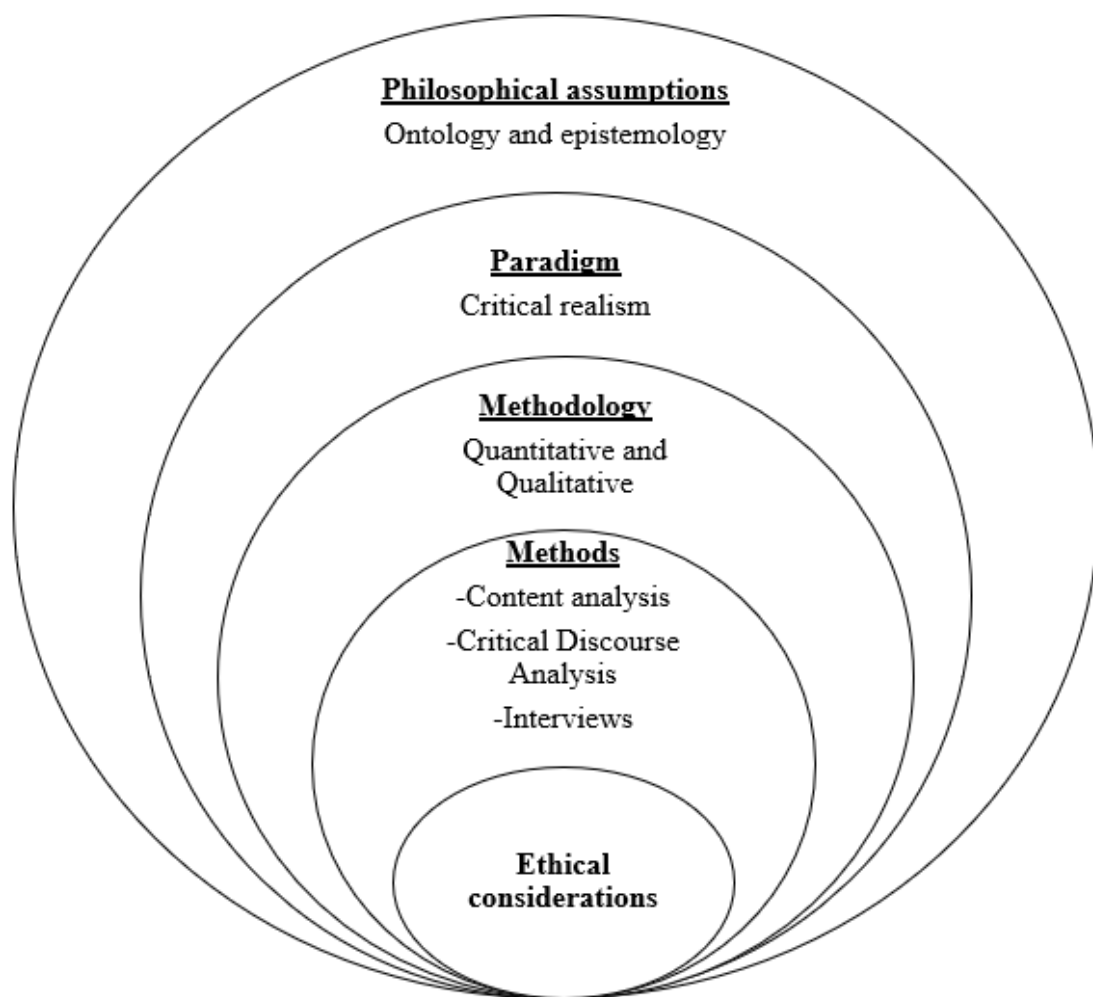 Philosophical assumptions
Ontology and epistemology
Paradigm
Critical realism
Methodology
Quantitative and
Qualitative
Methods
-Content analysis
-Critical Discourse
Analysis
-Interviews
Ethical
considerations